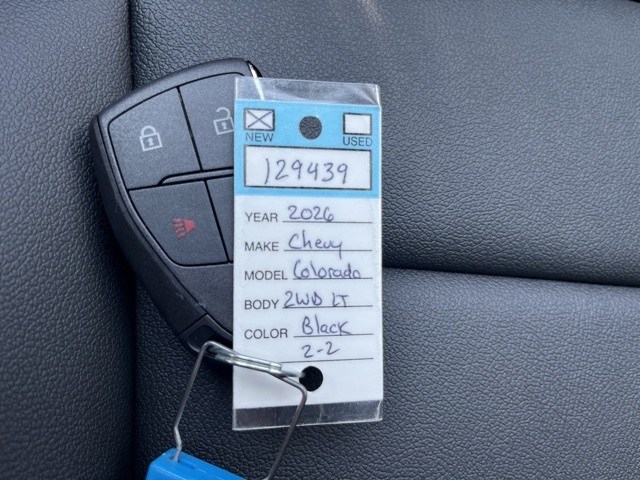 NEW USED
129439
YEAR 2026
MAKE Chevy
MODEL Colorado
BODY 2WD LT
COLOR Black
2-2